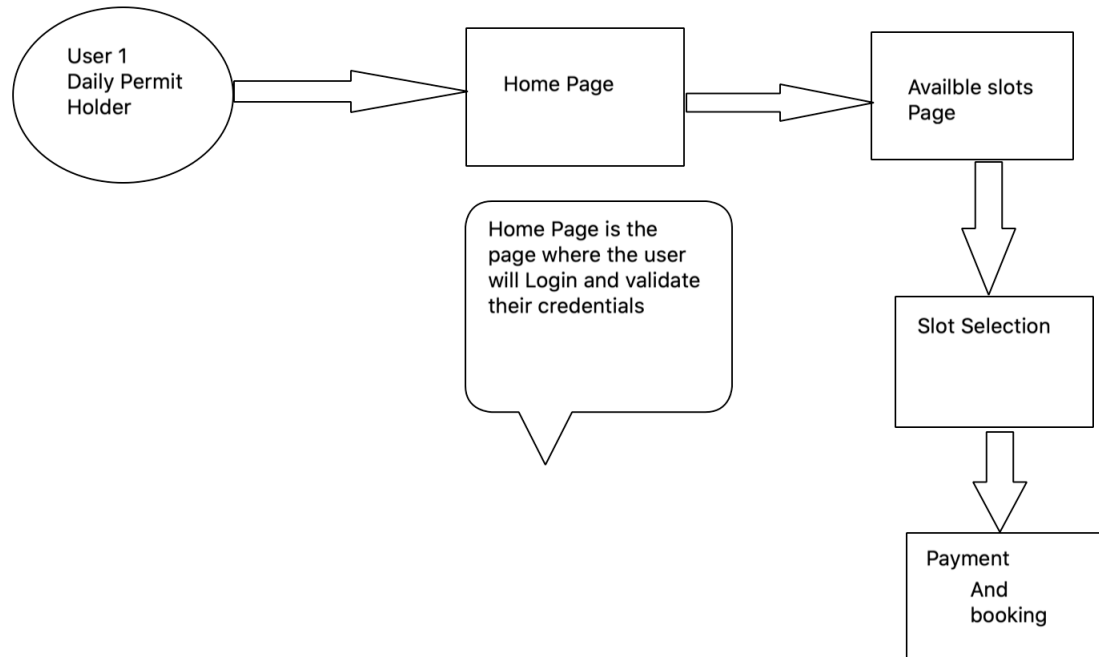 User 1
Daily Permit
Holder
Home Page
Availble slots
Page
Home Page is the
page where the user
will Login and validate
their credentials
Slot Selection
Payment
And
booking